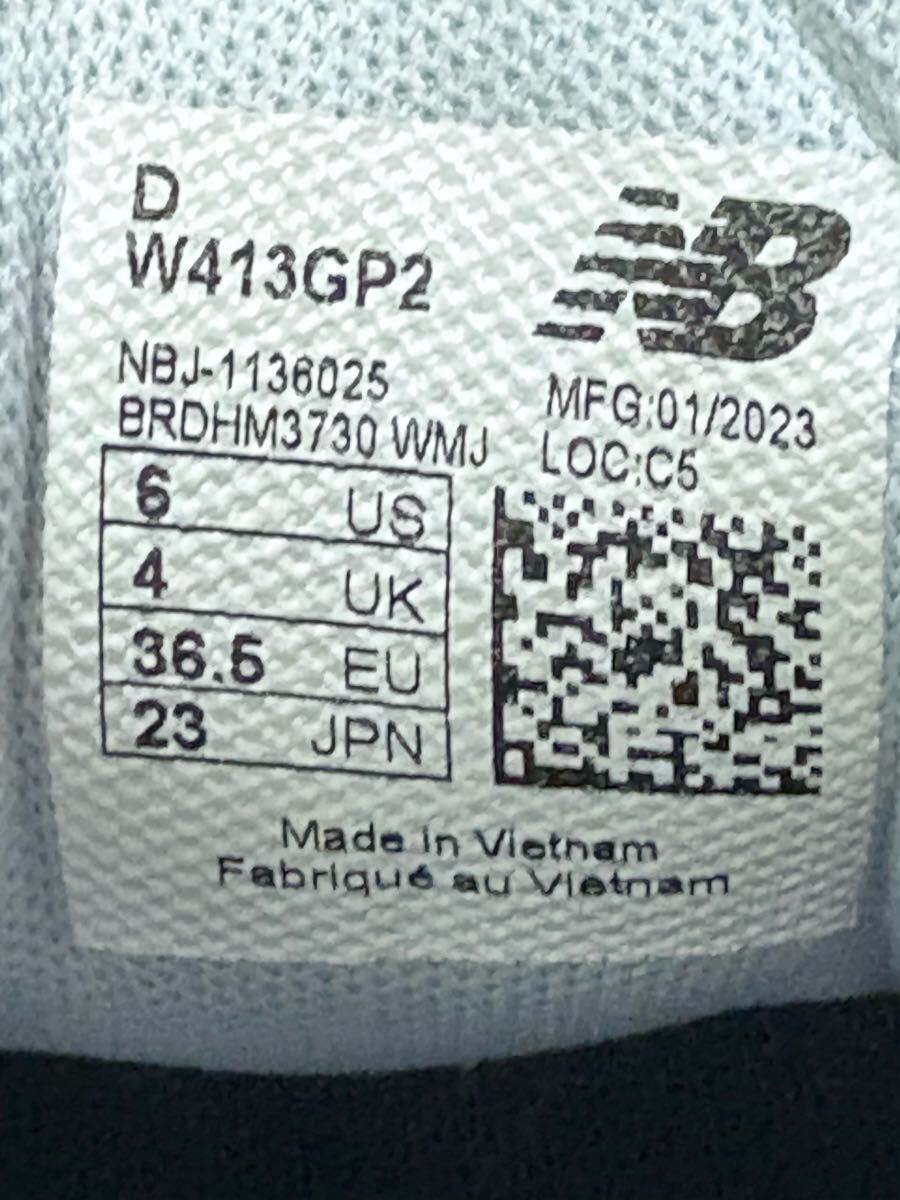 D
W413GP2
NB
NBJ-1136025
BRDHM3730 WMJ
MFG:01/2023
LOC:C5
6 US
4 UK
36.5 EU
23 JPN
Made in Vietnam
Fabriqué au Vietnam